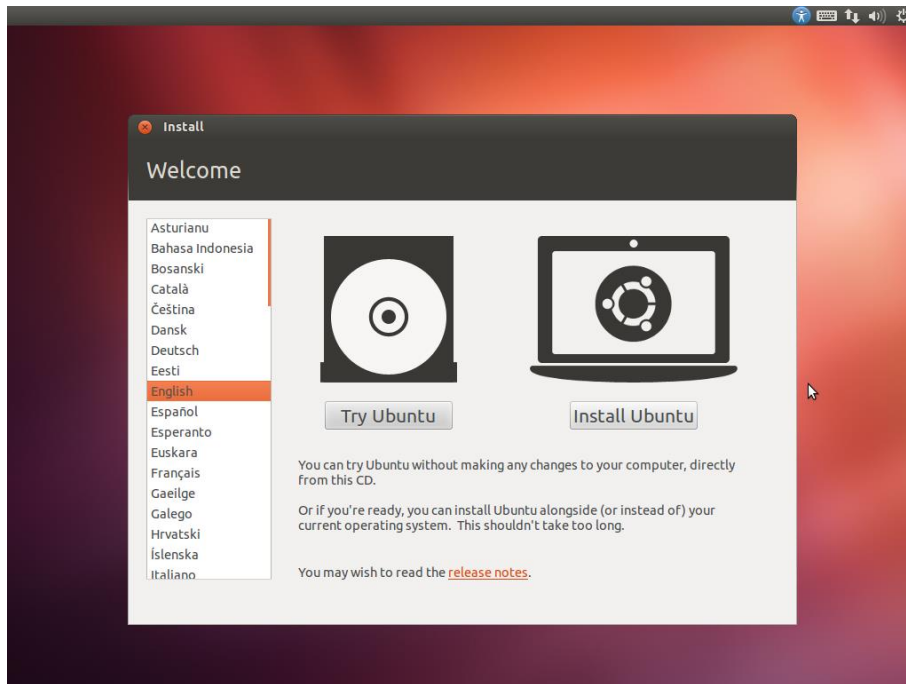 Install
Welcome
Asturianu
Bahasa Indonesia
Bosanski
Català
Čeština
Dansk
Deutsch
Eesti
English
Español
Esperanto
Euskara
Français
Gaeilge
Galego
Hrvatski
Íslenska
Italiano
Try Ubuntu
Install Ubuntu
You can try Ubuntu without making any changes to your computer, directly
from this CD.
Or if you're ready, you can install Ubuntu alongside (or instead of) your
current operating system. This shouldn't take too long.
You may wish to read the release notes.